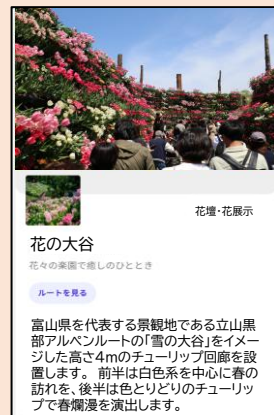 花壇・花展示
花の大谷
花々の楽園で癒しのひととき
ルートを見る
富山県を代表する景観地である立山黒
部アルペンルートの「雪の大谷」をイメー
ジした高さ4mのチューリップ回廊を設
置します。 前半は白色系を中心に春の
訪れを、後半は色とりどりのチューリッ
プで春爛漫を演出します。